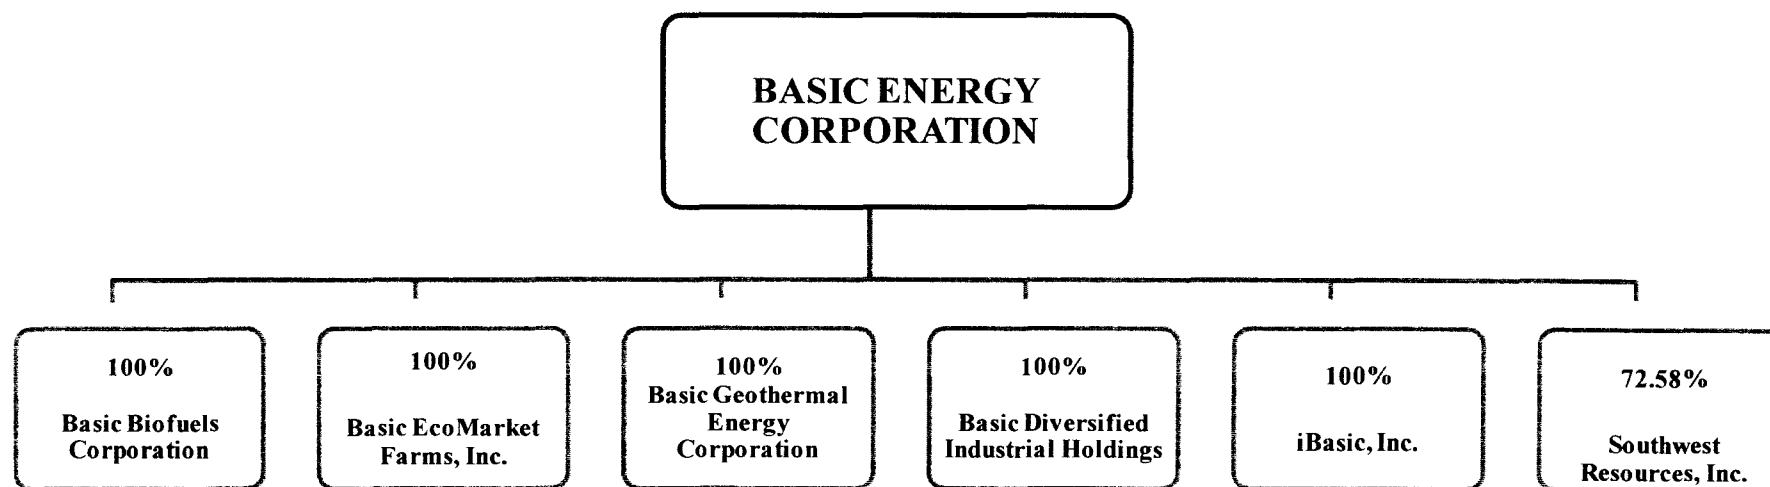 BASIC ENERGY
CORPORATION
100%
Basic Biofuels
Corporation
100%
Basic EcoMarket
Farms, Inc.
100%
Basic Geothermal
Energy
Corporation
100%
Basic Diversified
Industrial Holdings
100%
iBasic, Inc.
72.58%
Southwest
Resources, Inc.